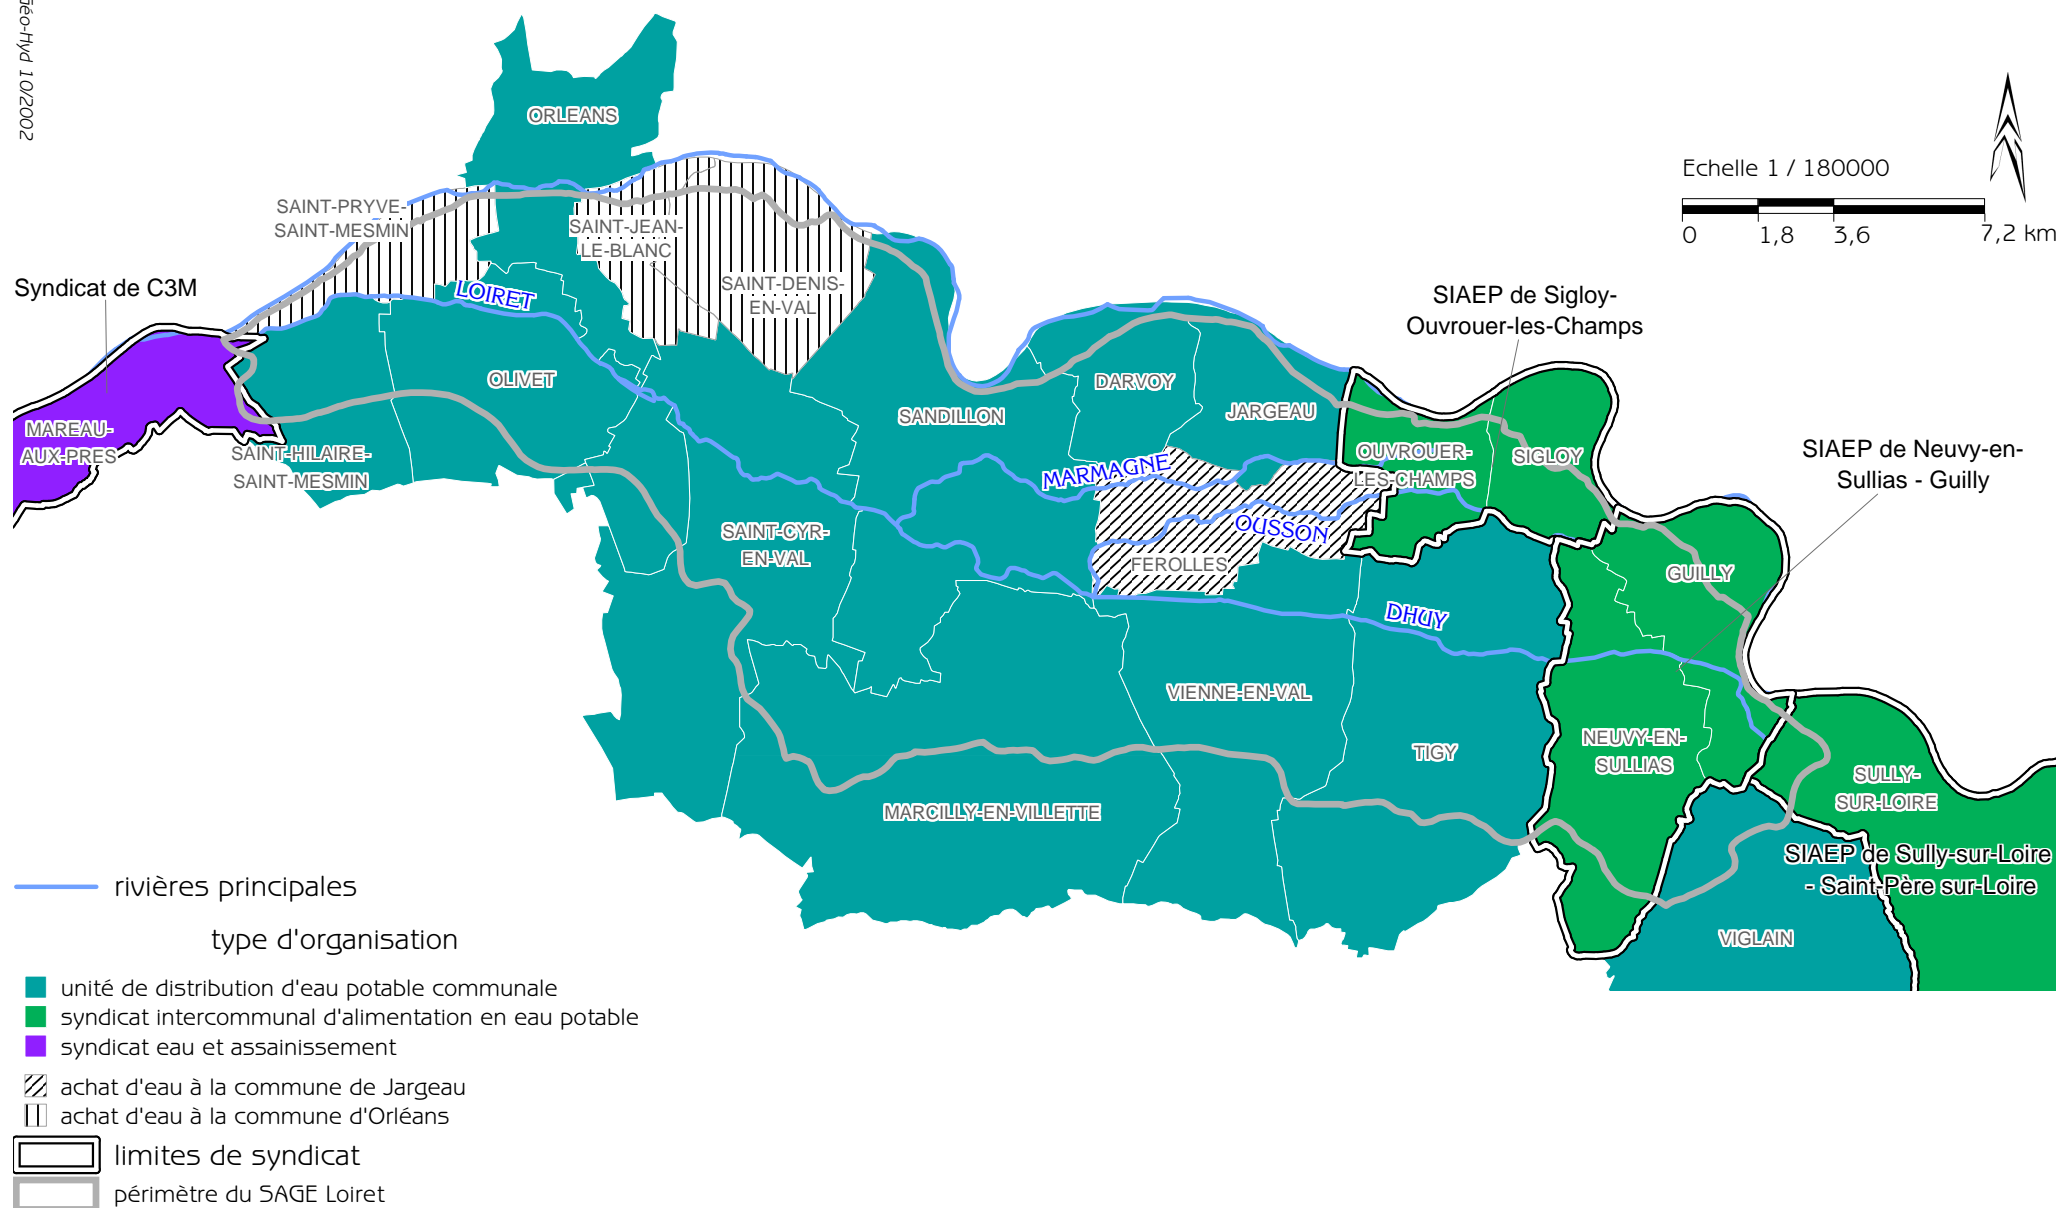 Géo-Hyd 10/2002
ORLEANS
Echelle 1 / 180000
0 1,8 3,6 7,2 km
SAINT-PRYVE-
SAINT-MESMIN
SAINT-JEAN-
LE-BLANC
SAINT-DENIS-
EN-VAL
Syndicat de C3M
LOIRET
SIAEP de Sigloy-
Ouvrouer-les-Champs
OLIVET
DARVOY
JARGEAU
SANDILLON
MAREAU-
AUX-PRES
SAINT-HILAIRE-
SAINT-MESMIN
MARMAGNE
OUVROUER-
LES-CHAMPS
SIGLOY
SIAEP de Neuvy-en-
Sullias - Guilly
SAINT-CYR-
EN-VAL
OUSSON
FEROLLES
GUILLY
DHUY
VIENNE-EN-VAL
TIGY
NEUVY-EN-
SULLIAS
SULLY-
SUR-LOIRE
MARCILLY-EN-VILLETTE
SIAEP de Sully-sur-Loire
- Saint-Père sur-Loire
VIGLAIN
rivières principales
type d'organisation
unité de distribution d'eau potable communale
syndicat intercommunal d'alimentation en eau potable
syndicat eau et assainissement
achat d'eau à la commune de Jargeau
achat d'eau à la commune d'Orléans
limites de syndicat
périmètre du SAGE Loiret